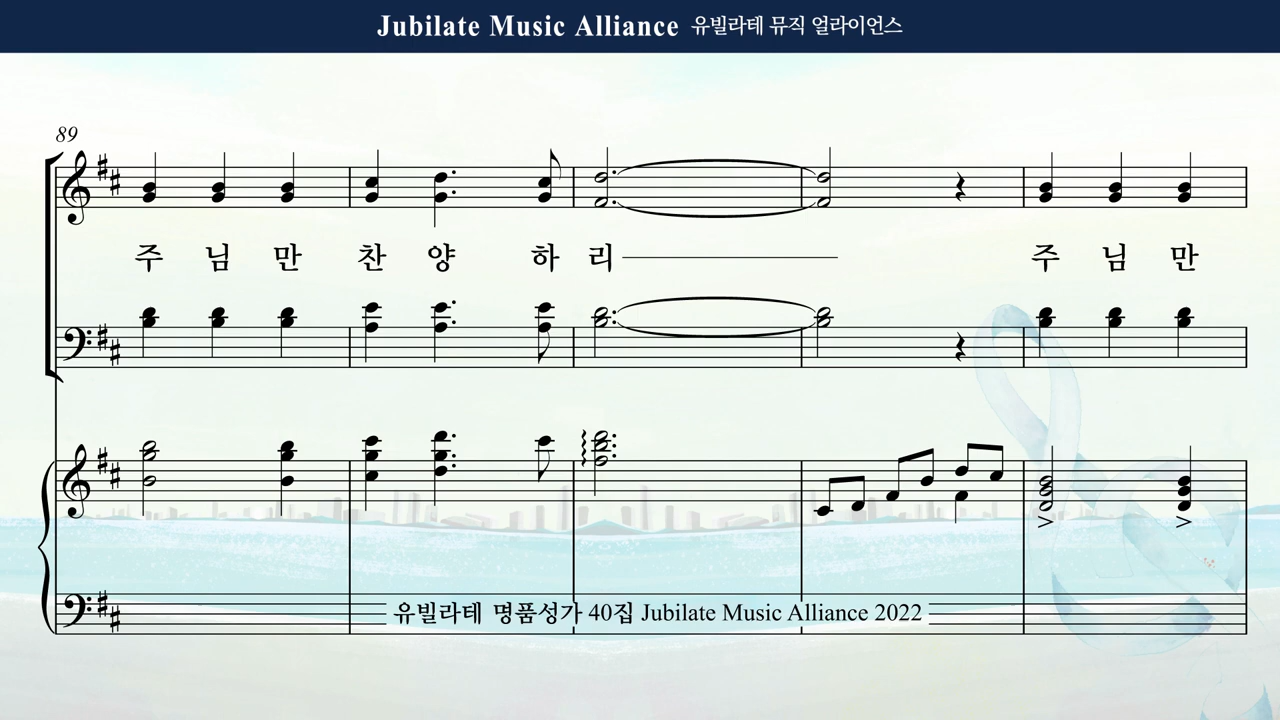 Jubilate Music Alliance 유빌라테 뮤직 얼라이언스
89
주 님 만 찬 양 하 리 주 님 만
유빌라테 명품성가 40집 Jubilate Music Alliance 2022